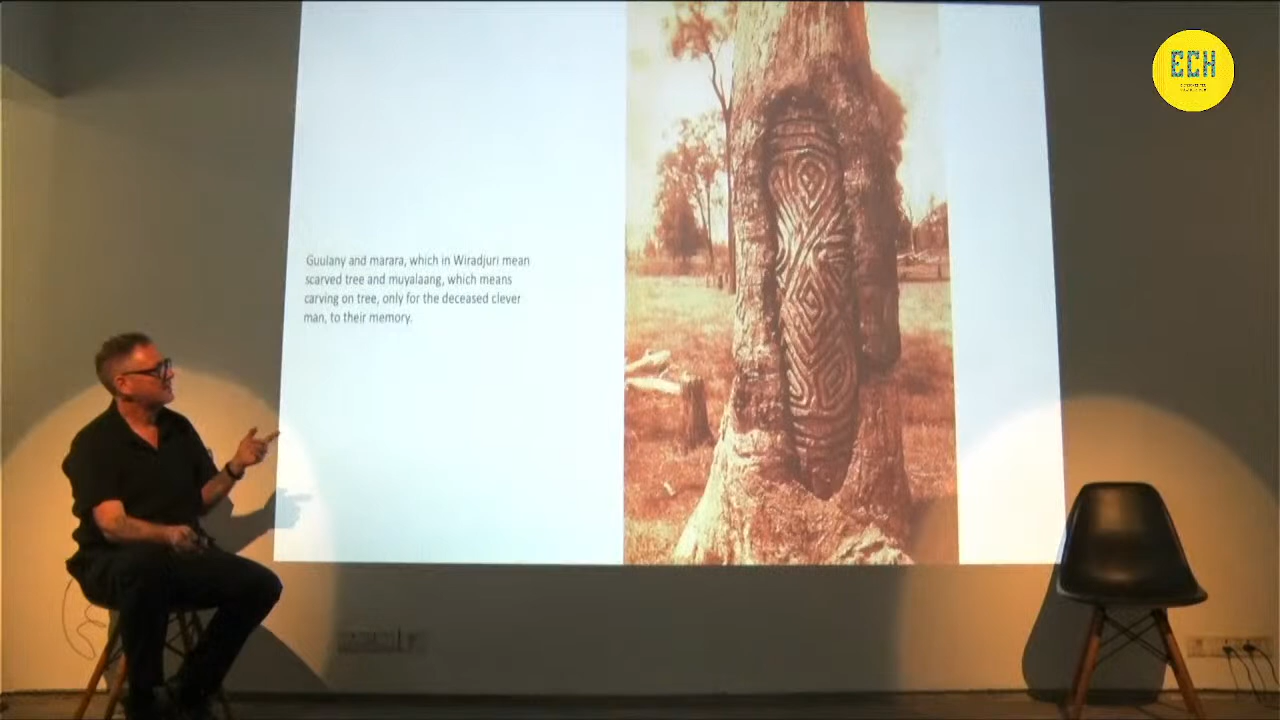 ECH
Guulany and marara, which in Wiradjuri mean
scarved tree and muyalaang, which means
carving on tree, only for the deceased clever
man, to their memory.